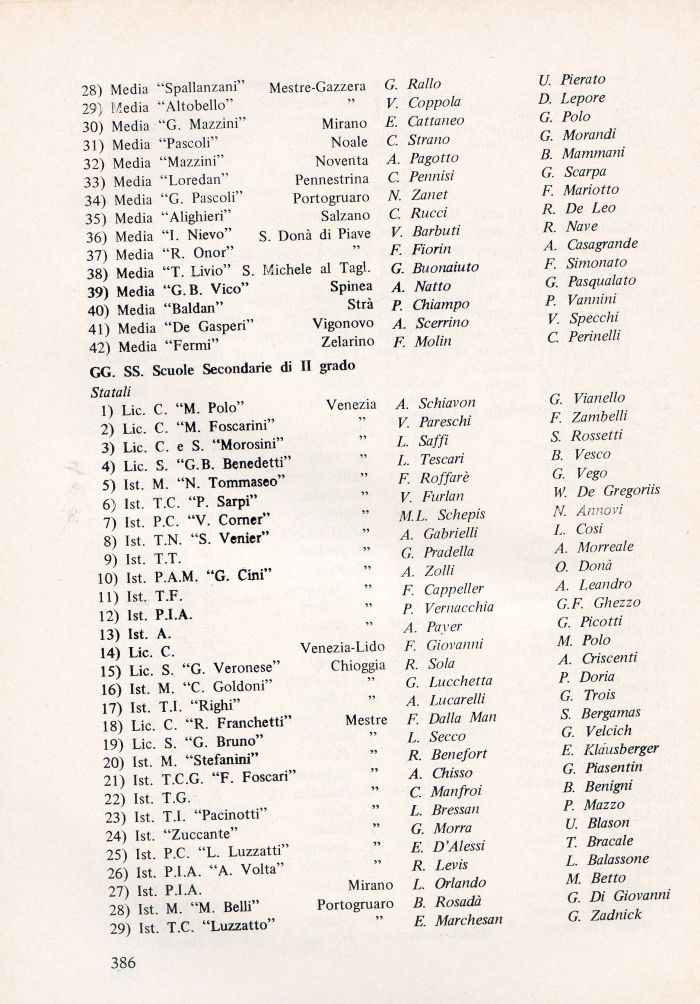 28) Media “Spallanzani” Mestre-Gazzera G. Rallo U. Pierato
29) Media “Altobello” ” V. Coppola D. Lepore
30) Media “G. Mazzini” Mirano E. Cattaneo G. Polo
31) Media “Pascoli” Noale C. Strano G. Morandi
32) Media “Mazzini” Noventa A. Pagotto B. Mammani
33) Media “Loredan” Pennestrina C. Pennisi G. Scarpa
34) Media “G. Pascoli” Portogruaro N. Zanet F. Mariotto
35) Media “Alighieri” Salzano C. Rucci R. De Leo
36) Media “I. Nievo” S. Donà di Piave V. Barbuti R. Nave
37) Media “R. Onor” ” F. Fiorin A. Casagrande
38) Media “T. Livio” S. Michele al Tagl. G. Buonaiuto F. Simonato
39) Media “G.B. Vico” Spinea A. Natto G. Pasqualato
40) Media “Baldan” Strà P. Chiampo P. Vannini
41) Media “De Gasperi” Vigonovo A. Scerrino V. Specchi
42) Media “Fermi” Zelarino F. Molin C. Perinelli
GG. SS. Scuole Secondarie di II grado
Statali
1) Lic. C. “M. Polo” Venezia A. Schiavon G. Vianello
2) Lic. C. “M. Foscarini” ” V. Pareschi F. Zambelli
3) Lic. C. e S. “Morosini” ” L. Saffi S. Rossetti
4) Lic. S. “G.B. Benedetti” ” L. Tescari B. Vesco
5) Ist. M. “N. Tommaseo” ” F. Roffarè G. Vego
6) Ist. T.C. “P. Sarpi” ” V. Furlan W. De Gregoriis
7) Ist. P.C. “V. Corner” ” M.L. Schepis N. Annovi
8) Ist. T.N. “S. Venier” ” A. Gabrielli L. Cosi
9) Ist. T.T. ” G. Pradella A. Morreale
10) Ist. P.A.M. “G. Cini” ” A. Zolli O. Donà
11) Ist. T.F. ” F. Cappeller A. Leandro
12) Ist. P.I.A. ” P. Vernacchia G.F. Ghezzo
13) Ist. A. ” A. Payer G. Picotti
14) Lic. C. Venezia-Lido F. Giovanni M. Polo
15) Lic. S. “G. Veronese” Chioggia R. Sola A. Criscenti
16) Ist. M. “C. Goldoni” ” G. Lucchetta P. Doria
17) Ist. T.I. “Righi” ” A. Lucarelli G. Trois
18) Lic. C. “R. Franchetti” Mestre F. Dalla Man S. Bergamas
19) Lic. S. “G. Bruno” ” L. Secco G. Velcich
20) Ist. M. “Stefanini” ” R. Benefort E. Klausberger
21) Ist. T.C.G. “F. Foscari” ” A. Chisso G. Piasentin
22) Ist. T.G. ” C. Manfroi B. Benigni
23) Ist. T.I. “Pacinotti” ” L. Bressan P. Mazzo
24) Ist. “Zuccante” ” G. Morra U. Blason
25) Ist. P.C. “L. Luzzatti” ” E. D’Alessi T. Bracale
26) Ist. P.I.A. “A. Volta” ” R. Levis L. Balassone
27) Ist. P.I.A. Mirano L. Orlando M. Betto
28) Ist. M. “M. Belli” Portogruaro B. Rosadà G. Di Giovanni
29) Ist. T.C. “Luzzatto” ” E. Marchesan G. Zadnick
386